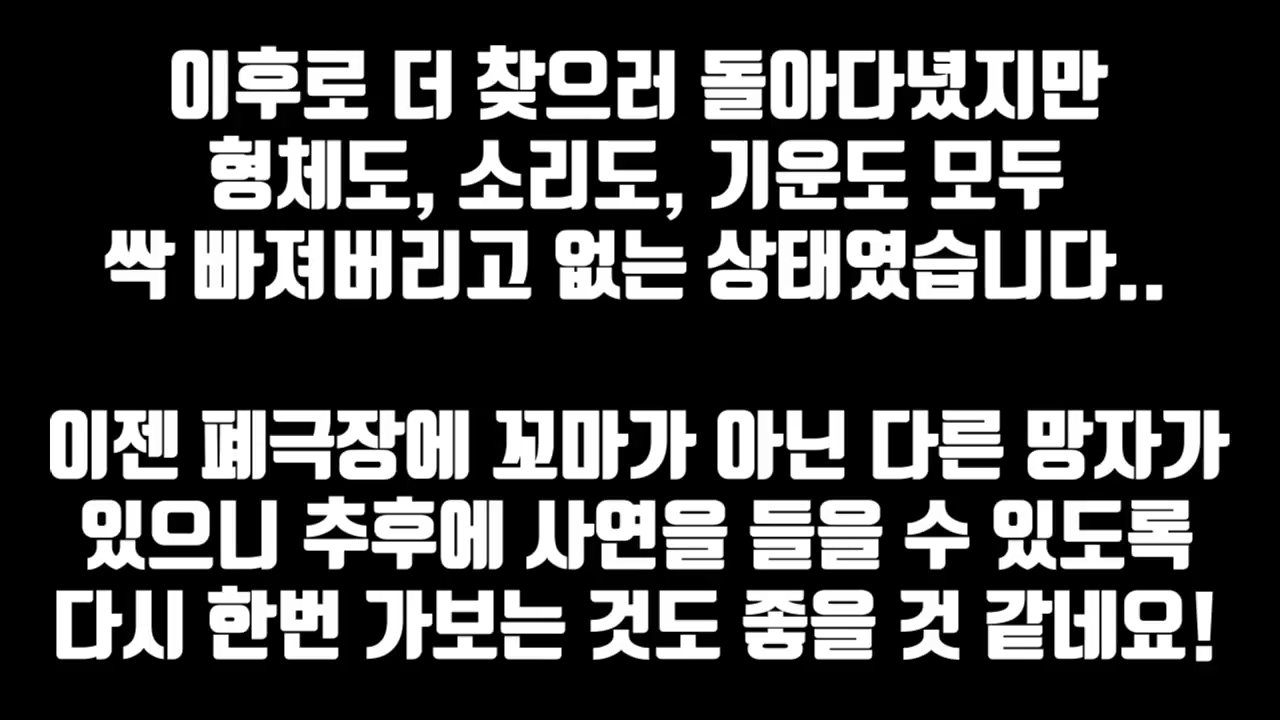 이후로 더 찾으러 돌아다녔지만
형체도, 소리도, 기운도 모두
싹 빠져버리고 없는 상태였습니다..
이젠 폐극장에 꼬마가 아닌 다른 망자가
있으니 추후에 사연을 들을 수 있도록
다시 한번 가보는 것도 좋을 것 같네요!